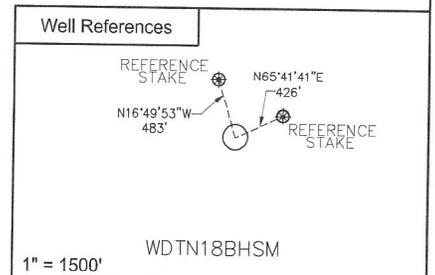 Well References
REFERENCE
STAKE
N65°41'41"E
426'
N16°49'53"W
483'
REFERENCE
STAKE
WDTN18BHSM
1" = 1500'